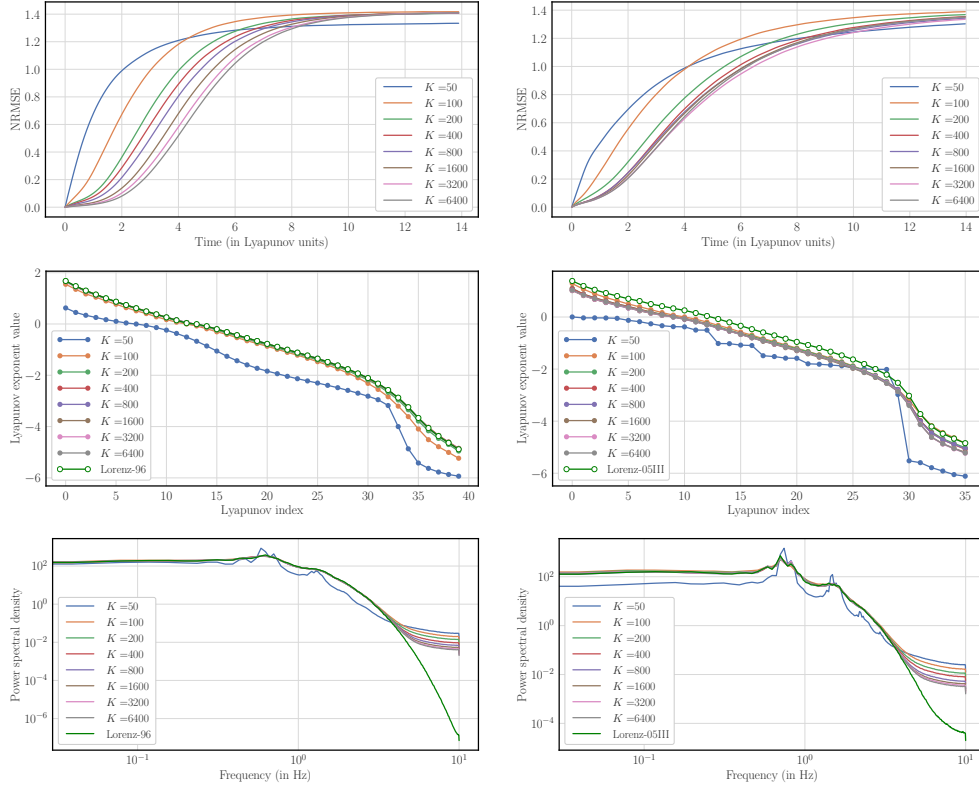 1.4
1.2
1.0
0.8
0.6
0.4
0.2
0.0
NRMSE
K =50
K =100
K =200
K =400
K =800
K =1600
K =3200
K =6400
0 2 4 6 8 10 12 14
Time (in Lyapunov units)
1.4
1.2
1.0
0.8
0.6
0.4
0.2
0.0
NRMSE
K =50
K =100
K =200
K =400
K =800
K =1600
K =3200
K =6400
0 2 4 6 8 10 12 14
Time (in Lyapunov units)
2
0
−2
−4
−6
Lyapunov exponent value
K =50
K =100
K =200
K =400
K =800
K =1600
K =3200
K =6400
Lorenz-96
0 5 10 15 20 25 30 35 40
Lyapunov index
0
−2
−4
−6
Lyapunov exponent value
K =50
K =100
K =200
K =400
K =800
K =1600
K =3200
K =6400
Lorenz-05III
0 5 10 15 20 25 30 35
Lyapunov index
10^2
10^0
10^−2
10^−4
10^−6
Power spectral density
K =50
K =100
K =200
K =400
K =800
K =1600
K =3200
K =6400
Lorenz-96
10^−1 10^0 10^1
Frequency (in Hz)
10^2
10^0
10^−2
10^−4
Power spectral density
K =50
K =100
K =200
K =400
K =800
K =1600
K =3200
K =6400
Lorenz-05III
10^−1 10^0 10^1
Frequency (in Hz)